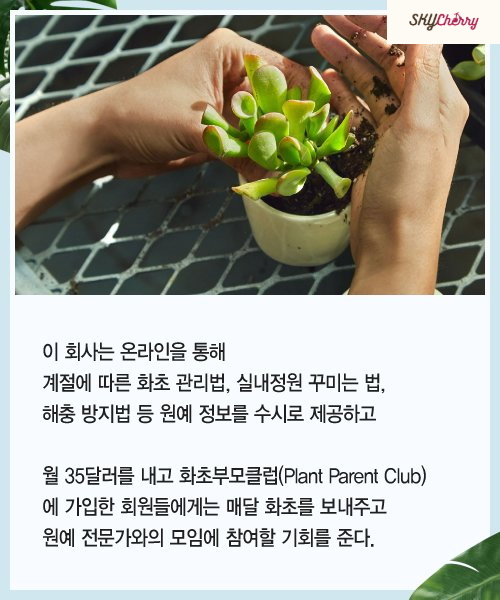 SKYCherry
이 회사는 온라인을 통해
계절에 따른 화초 관리법, 실내정원 꾸미는 법,
해충 방지법 등 원예 정보를 수시로 제공하고
월 35달러를 내고 화초부모클럽(Plant Parent Club)
에 가입한 회원들에게는 매달 화초를 보내주고
원예 전문가와의 모임에 참여할 기회를 준다.